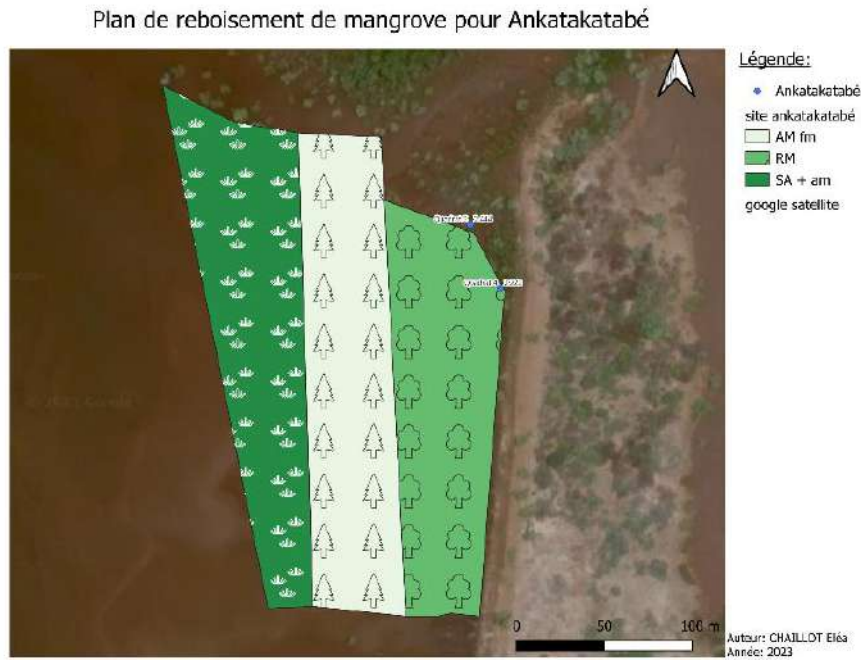 Plan de reboisement de mangrove pour Ankatakatabé
Légende:
Ankatakatabé
site ankatakatabé
AM fm
RM
SA + am
google satellite
0 50 100 m
Auteur: CHAILLOT Eléa
Année: 2023